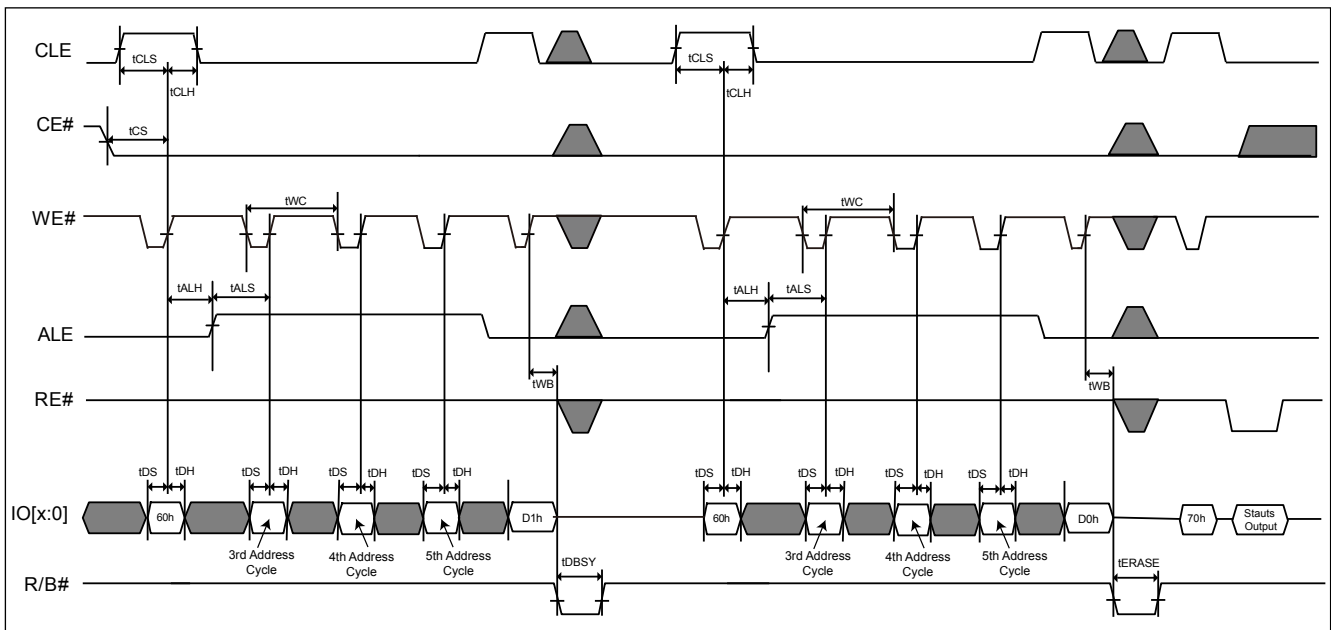 CLE
tCLS
tCLS
tCLH
tCLH
CE#
tCS
WE#
tWC
tWC
tALH
tALS
tALH
tALS
ALE
tWB
tWB
RE#
tDS
tDH
tDS
tDH
tDS
tDH
tDS
tDH
tDS
tDH
tDS
tDH
tDS
tDH
tDS
tDH
IO[x:0]
60h
D1h
60h
D0h
70h
Stauts
Output
3rd Address
Cycle
4th Address
Cycle
5th Address
Cycle
3rd Address
Cycle
4th Address
Cycle
5th Address
Cycle
tDBSY
tERASE
R/B#